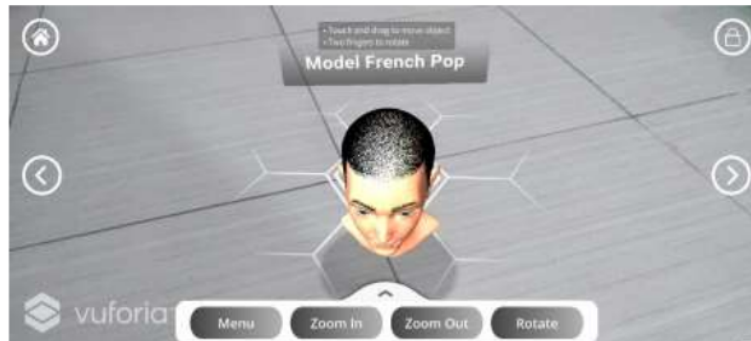 • Touch and drag to move object
• Two fingers to rotate
Model French Pop
vuforia
Menu
Zoom In
Zoom Out
Rotate